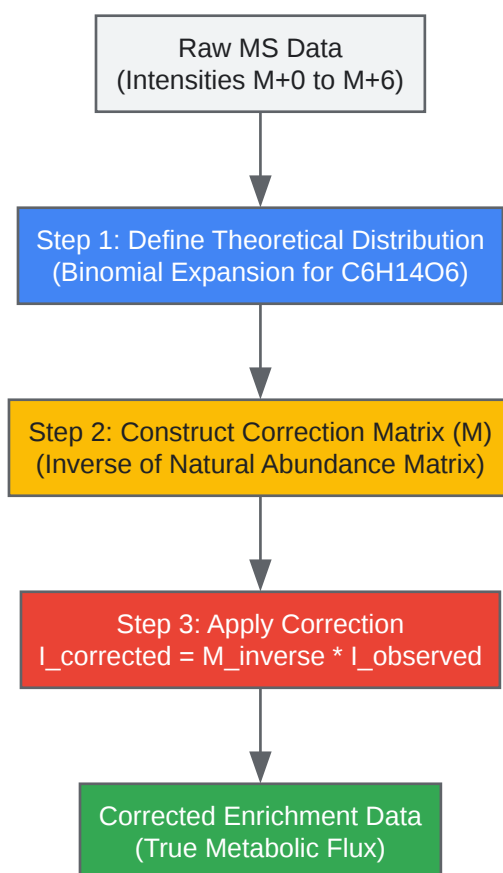 Raw MS Data
(Intensities M+0 to M+6)
Step 1: Define Theoretical Distribution
(Binomial Expansion for C6H14O6)
Step 2: Construct Correction Matrix (M)
(Inverse of Natural Abundance Matrix)
Step 3: Apply Correction
I_corrected = M_inverse * I_observed
Corrected Enrichment Data
(True Metabolic Flux)